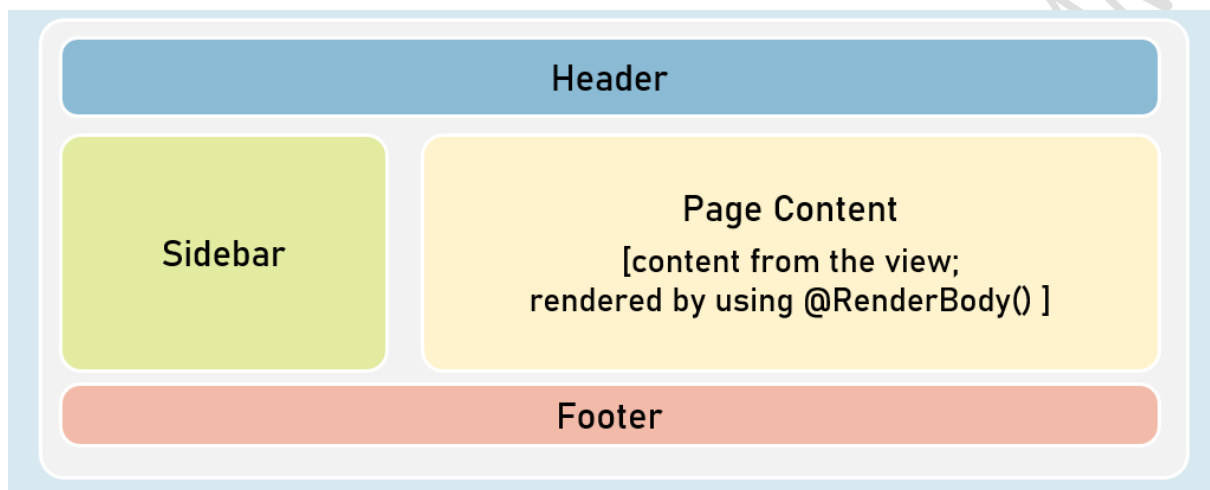 Header
Sidebar
Page Content
[content from the view;
rendered by using @RenderBody() ]
Footer